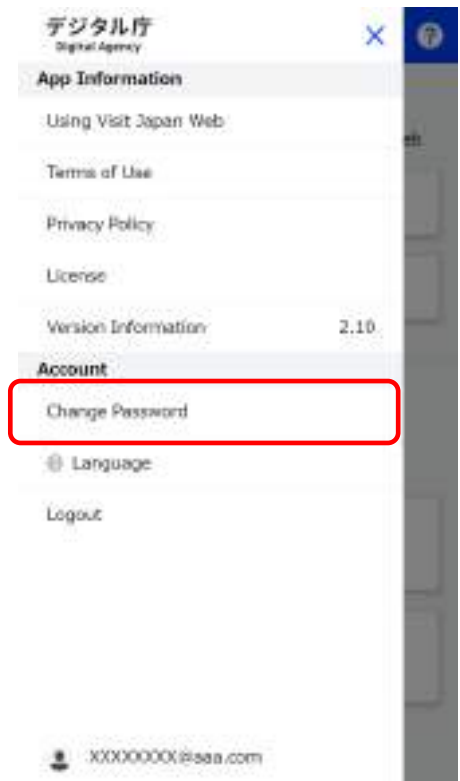 デジタル庁
Digital Agency
App Information
Using Visit Japan Web
Terms of Use
Privacy Policy
License
Version Information 2.10
Account
Change Password
Language
Logout
XXXXXXXX@aaa.com